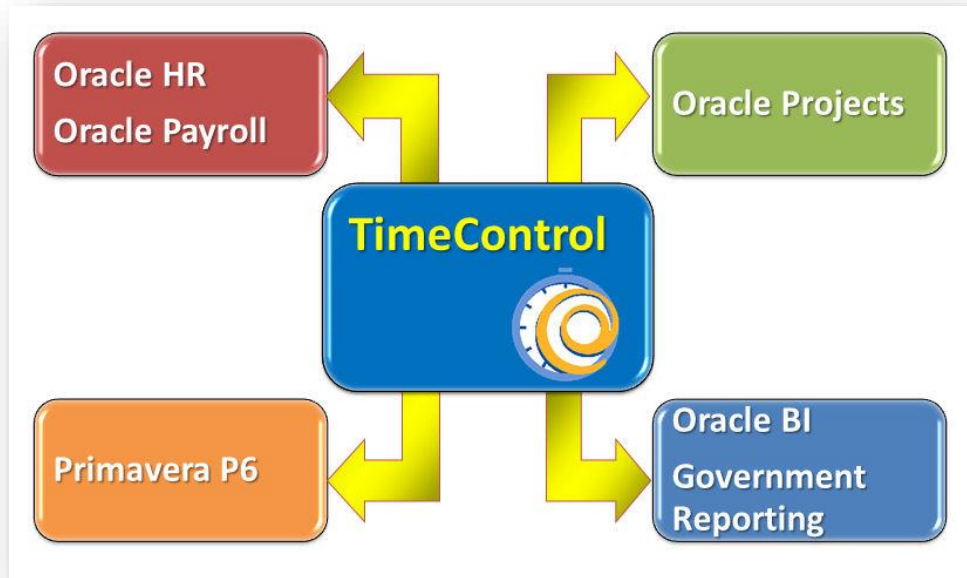 Oracle HR
Oracle Payroll
Oracle Projects
TimeControl
Primavera P6
Oracle BI
Government
Reporting